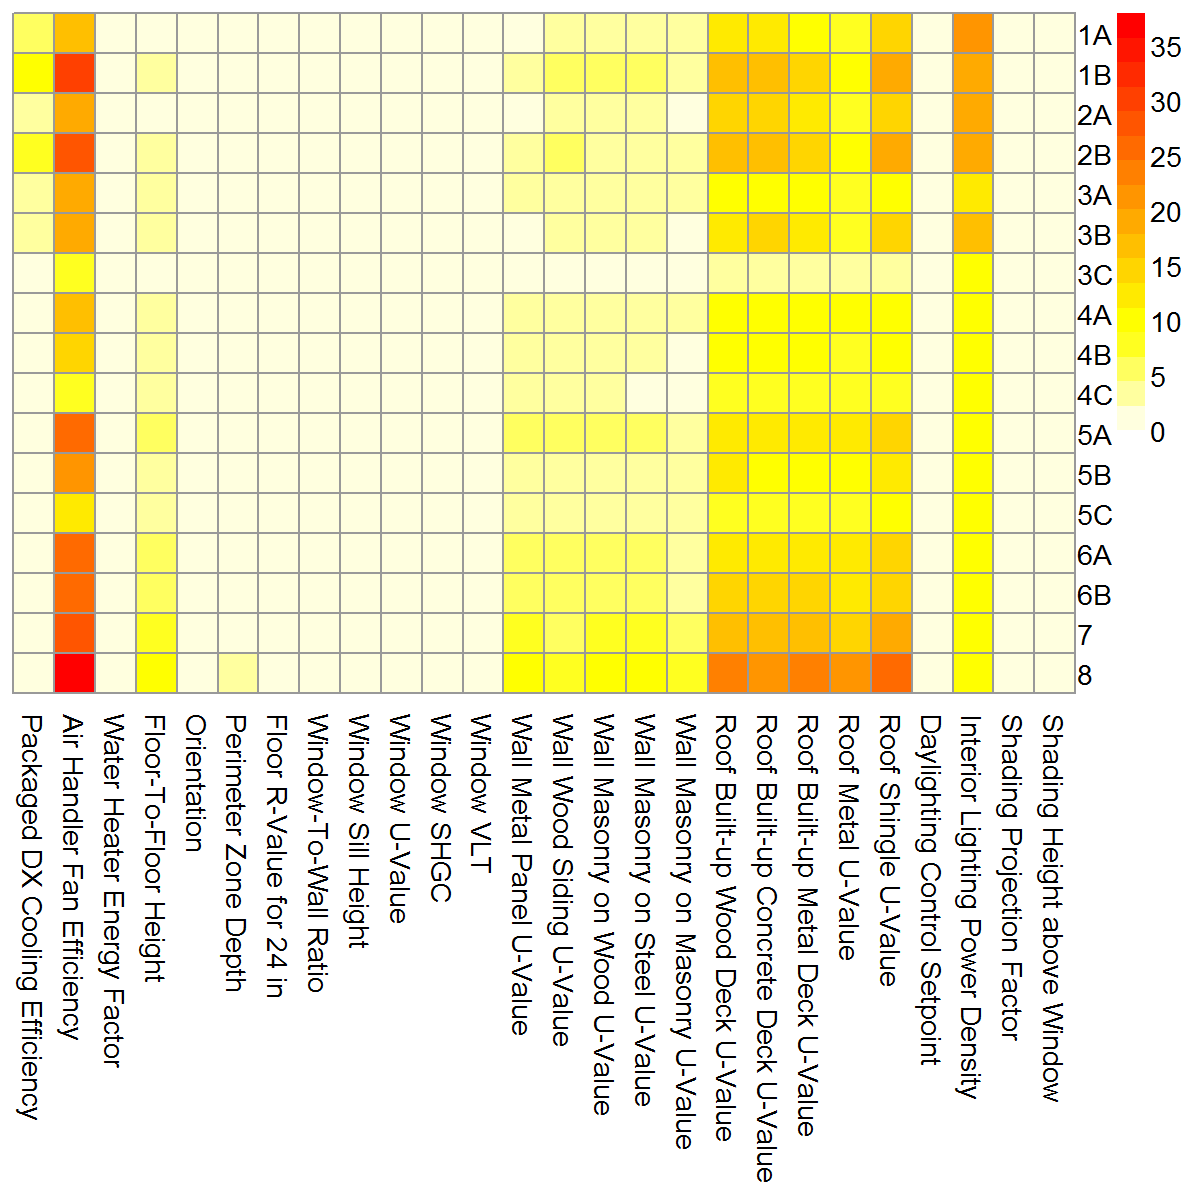 1A
1B
2A
2B
3A
3B
3C
4A
4B
4C
5A
5B
5C
6A
6B
7
8
35
30
25
20
15
10
5
0
Packaged DX Cooling Efficiency
Air Handler Fan Efficiency
Water Heater Energy Factor
Floor-To-Floor Height
Orientation
Perimeter Zone Depth
Floor R-Value for 24 in
Window-To-Wall Ratio
Window Sill Height
Window U-Value
Window SHGC
Window VLT
Wall Metal Panel U-Value
Wall Wood Siding U-Value
Wall Masonry on Wood U-Value
Wall Masonry on Steel U-Value
Wall Masonry on Masonry U-Value
Roof Built-up Wood Deck U-Value
Roof Built-up Concrete Deck U-Value
Roof Built-up Metal Deck U-Value
Roof Metal U-Value
Roof Shingle U-Value
Daylighting Control Setpoint
Interior Lighting Power Density
Shading Projection Factor
Shading Height above Window